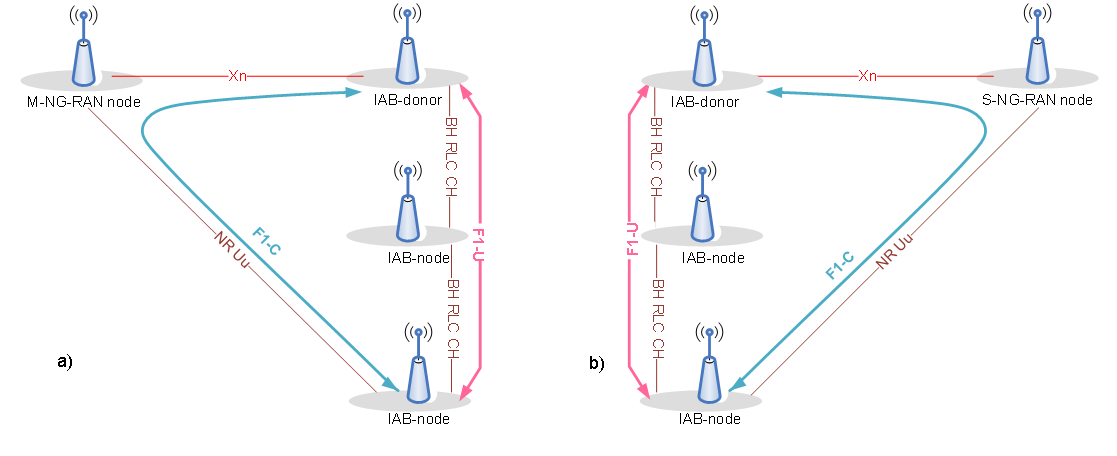 Xn
M-NG-RAN node
IAB-donor
BH RLC CH
IAB-node
F1-U
F1-C
NR Uu
BH RLC CH
a)
IAB-node
Xn
IAB-donor
S-NG-RAN node
BH RLC CH
F1-U
IAB-node
F1-C
NR Uu
BH RLC CH
b)
IAB-node